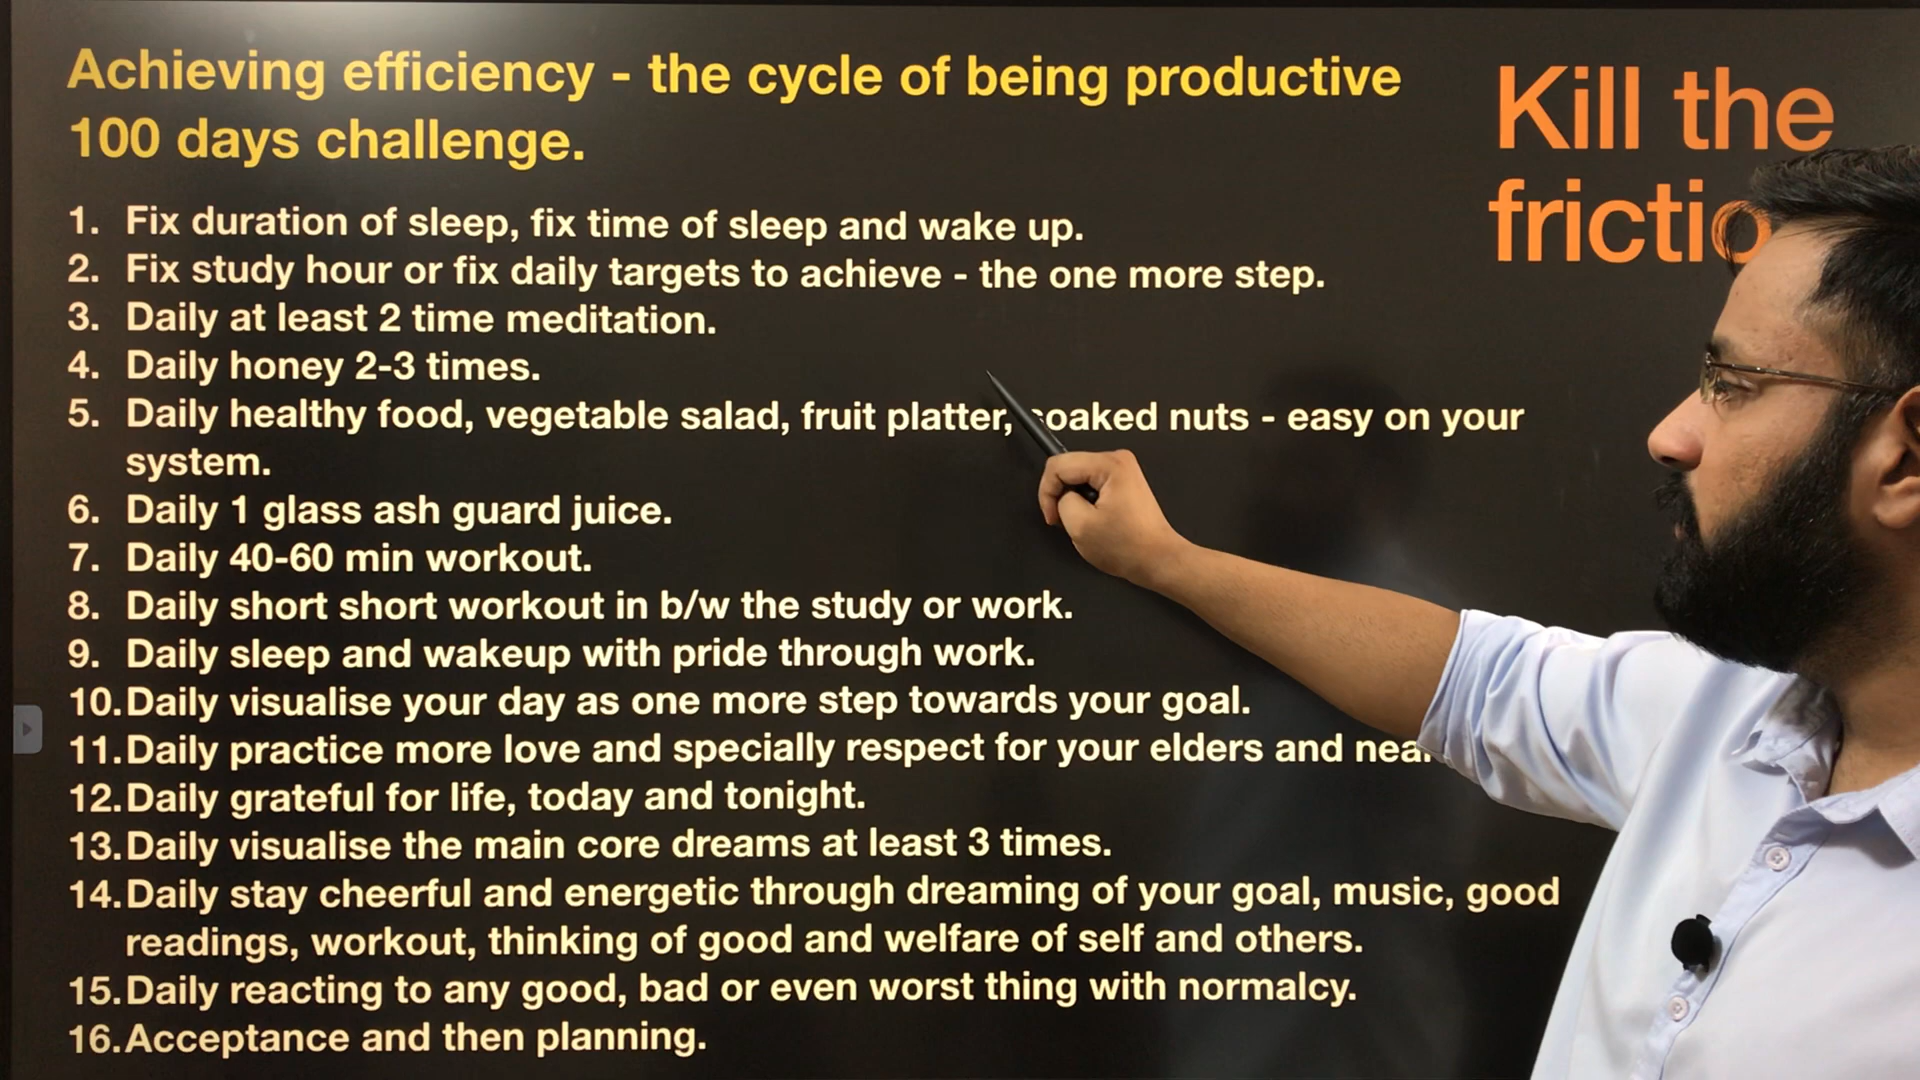 Achieving efficiency - the cycle of being productive
100 days challenge.
Kill the
1. Fix duration of sleep, fix time of sleep and wake up.
2. Fix study hour or fix daily targets to achieve - the one more step.
3. Daily at least 2 time meditation.
4. Daily honey 2-3 times.
5. Daily healthy food, vegetable salad, fruit platter, soaked nuts - easy on your
system.
6. Daily 1 glass ash guard juice.
7. Daily 40-60 min workout.
8. Daily short short workout in b/w the study or work.
9. Daily sleep and wakeup with pride through work.
10. Daily visualise your day as one more step towards your goal.
11. Daily practice more love and specially respect for your elders and
12. Daily grateful for life, today and tonight.
13. Daily visualise the main core dreams at least 3 times.
14. Daily stay cheerful and energetic through dreaming of your goal, music, good
readings, workout, thinking of good and welfare of self and others.
15. Daily reacting to any good, bad or even worst thing with normalcy.
16. Acceptance and then planning.